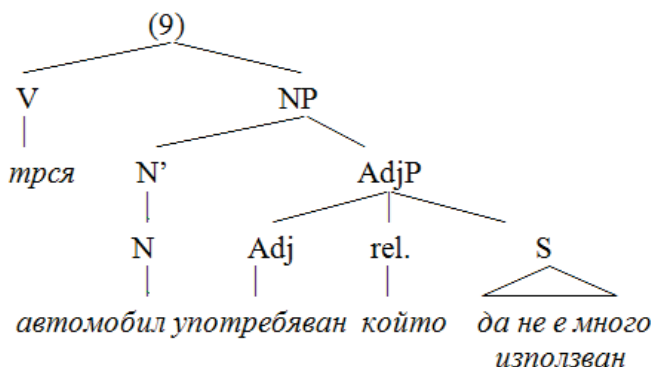 (9)
V NP
трся N’ AdjP
N Adj rel. S
автомобил употребяван който да не е много
използван